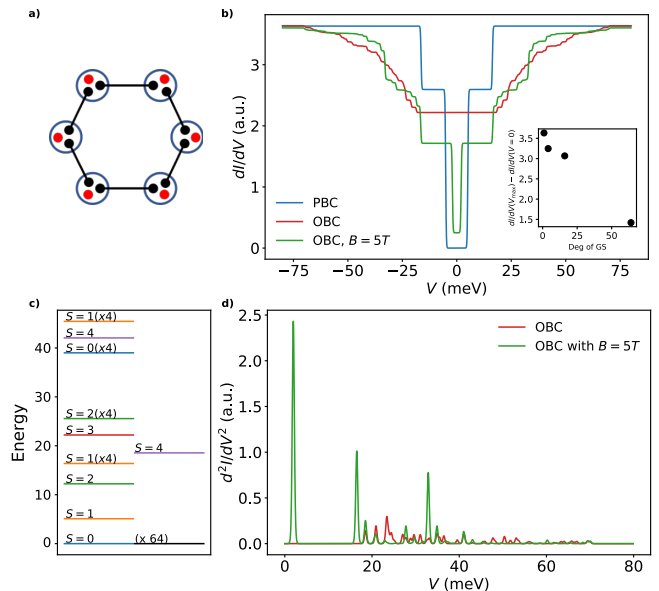 a)
b)
dI/dV (a.u.)
3
2
1
0
PBC
OBC
OBC, B = 5T
−75
−50
−25
0
25
50
75
V (meV)
dI/dV(Vmax) − dI/dV(V = 0)
3.5
3.0
2.5
2.0
1.5
0
50
Deg of GS
c)
Energy
40
20
0
S = 1(x4)
S = 4
S = 0(x4)
S = 2(x4)
S = 3
S = 4
S = 1(x4)
S = 2
S = 1
S = 0
(x 64)
d)
d²I/dV² (a.u.)
2.5
2.0
1.5
1.0
0.5
0.0
OBC
OBC with B = 5T
0
20
40
60
80
V (meV)